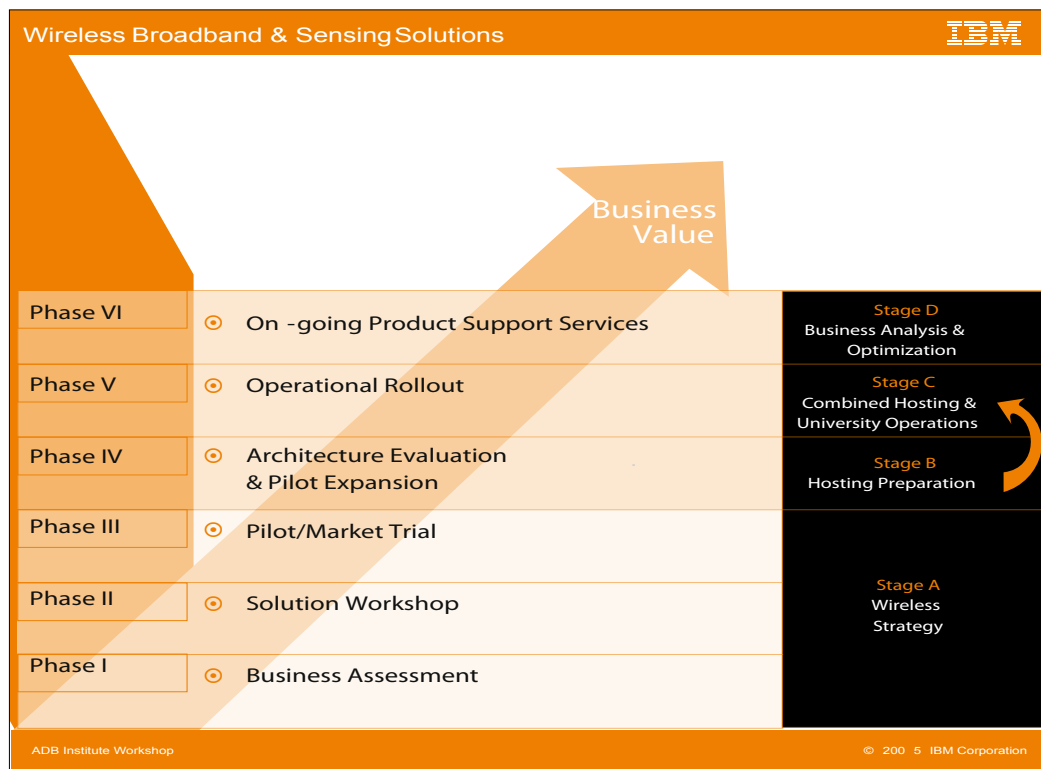 Wireless Broadband & Sensing Solutions
IBM
Business
Value
Phase VI
On -going Product Support Services
Stage D
Business Analysis &
Optimization
Phase V
Operational Rollout
Stage C
Combined Hosting &
University Operations
Phase IV
Architecture Evaluation
& Pilot Expansion
Stage B
Hosting Preparation
Phase III
Pilot/Market Trial
Phase II
Solution Workshop
Stage A
Wireless
Strategy
Phase I
Business Assessment
ADB Institute Workshop
© 200 5 IBM Corporation